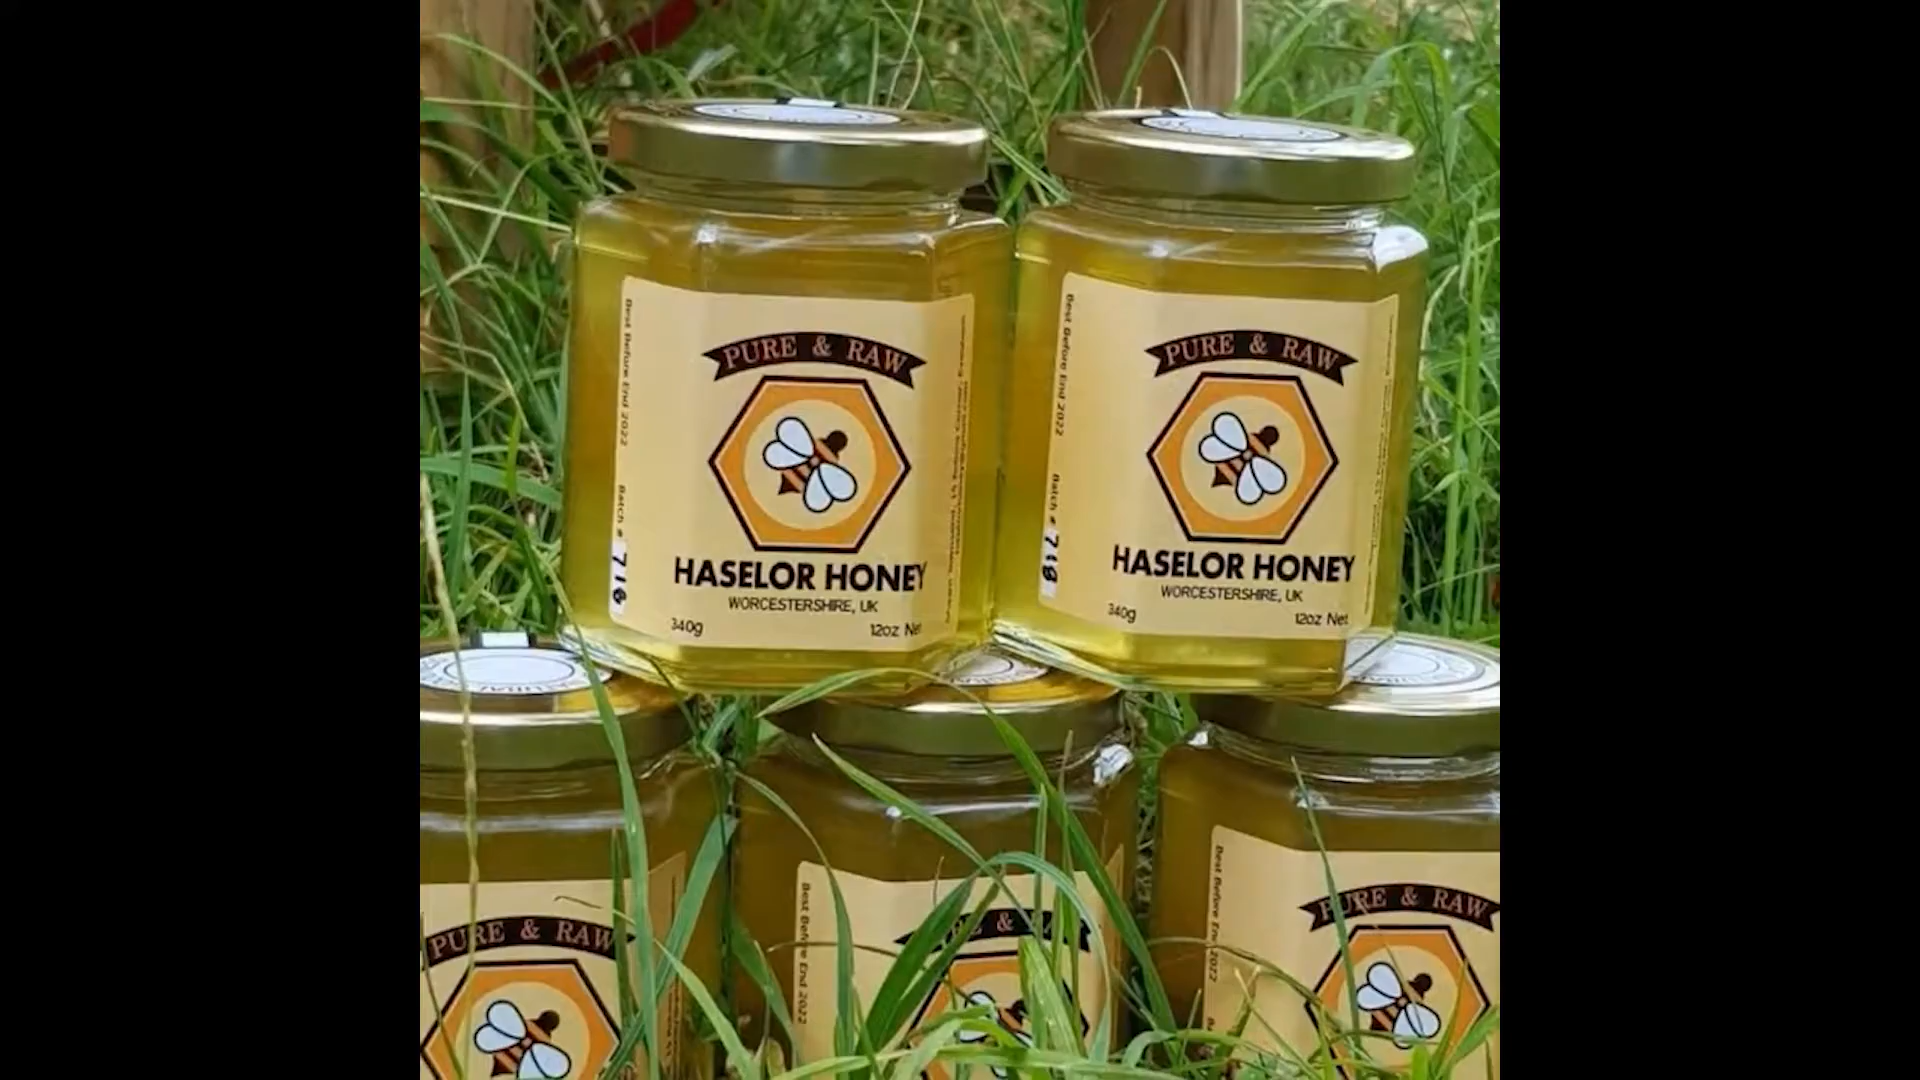 PURE & RAW
HASELOR HONEY
WORCESTERSHIRE, UK
340g 12oz Net
Best Before End 2022
Batch #
PURE & RAW
HASELOR HONEY
WORCESTERSHIRE, UK
340g 12oz Net
Best Before End 2022
Batch #
PURE & RAW
Best Before End 2022
&
Best Before End 2022
PURE & RAW